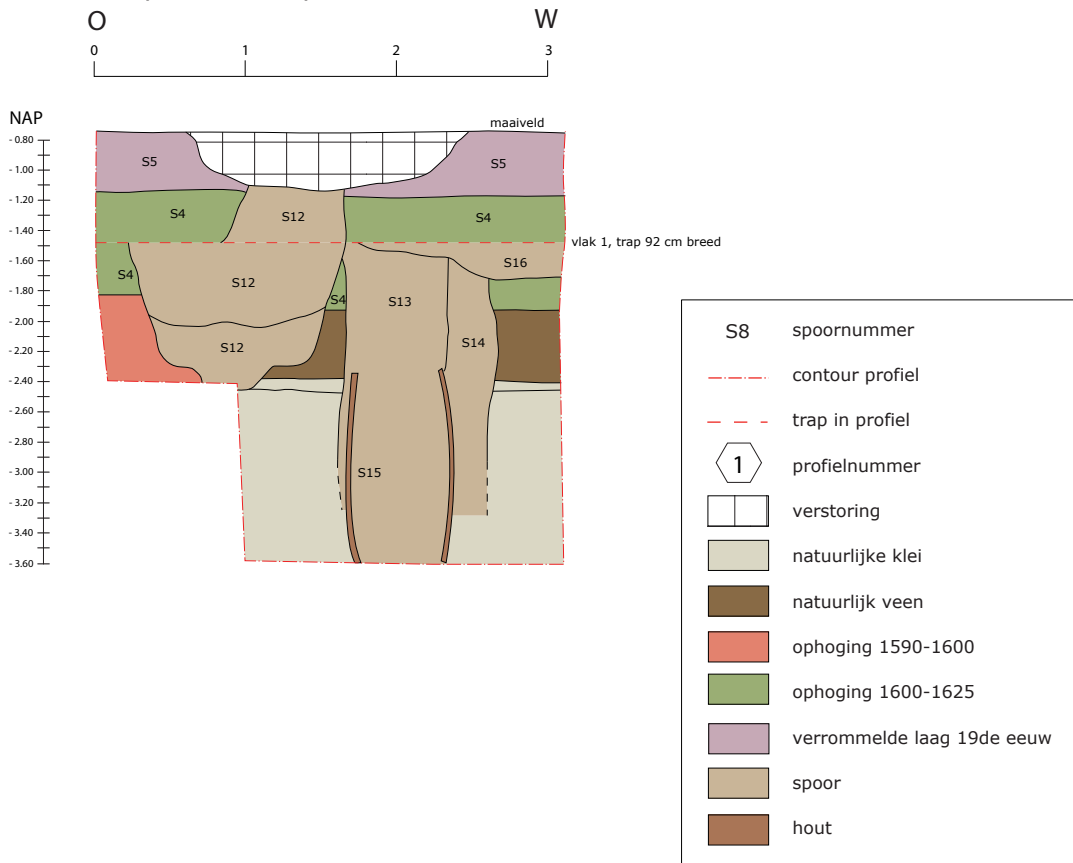 O W
0 1 2 3
NAP
maaiveld
- 0.80
S5 S5
- 1.00
- 1.20
S4 S12 S4
- 1.40
vlak 1, trap 92 cm breed
- 1.60
S16
S4 S12
- 1.80
S4 S13
- 2.00
S12 S14
- 2.20
- 2.40
- 2.60
- 2.80
- 3.00
S15
- 3.20
- 3.40
- 3.60
S8 spoornummer
contour profiel
trap in profiel
1 profielnummer
verstoring
natuurlijke klei
natuurlijk veen
ophoging 1590-1600
ophoging 1600-1625
verrommelde laag 19de eeuw
spoor
hout